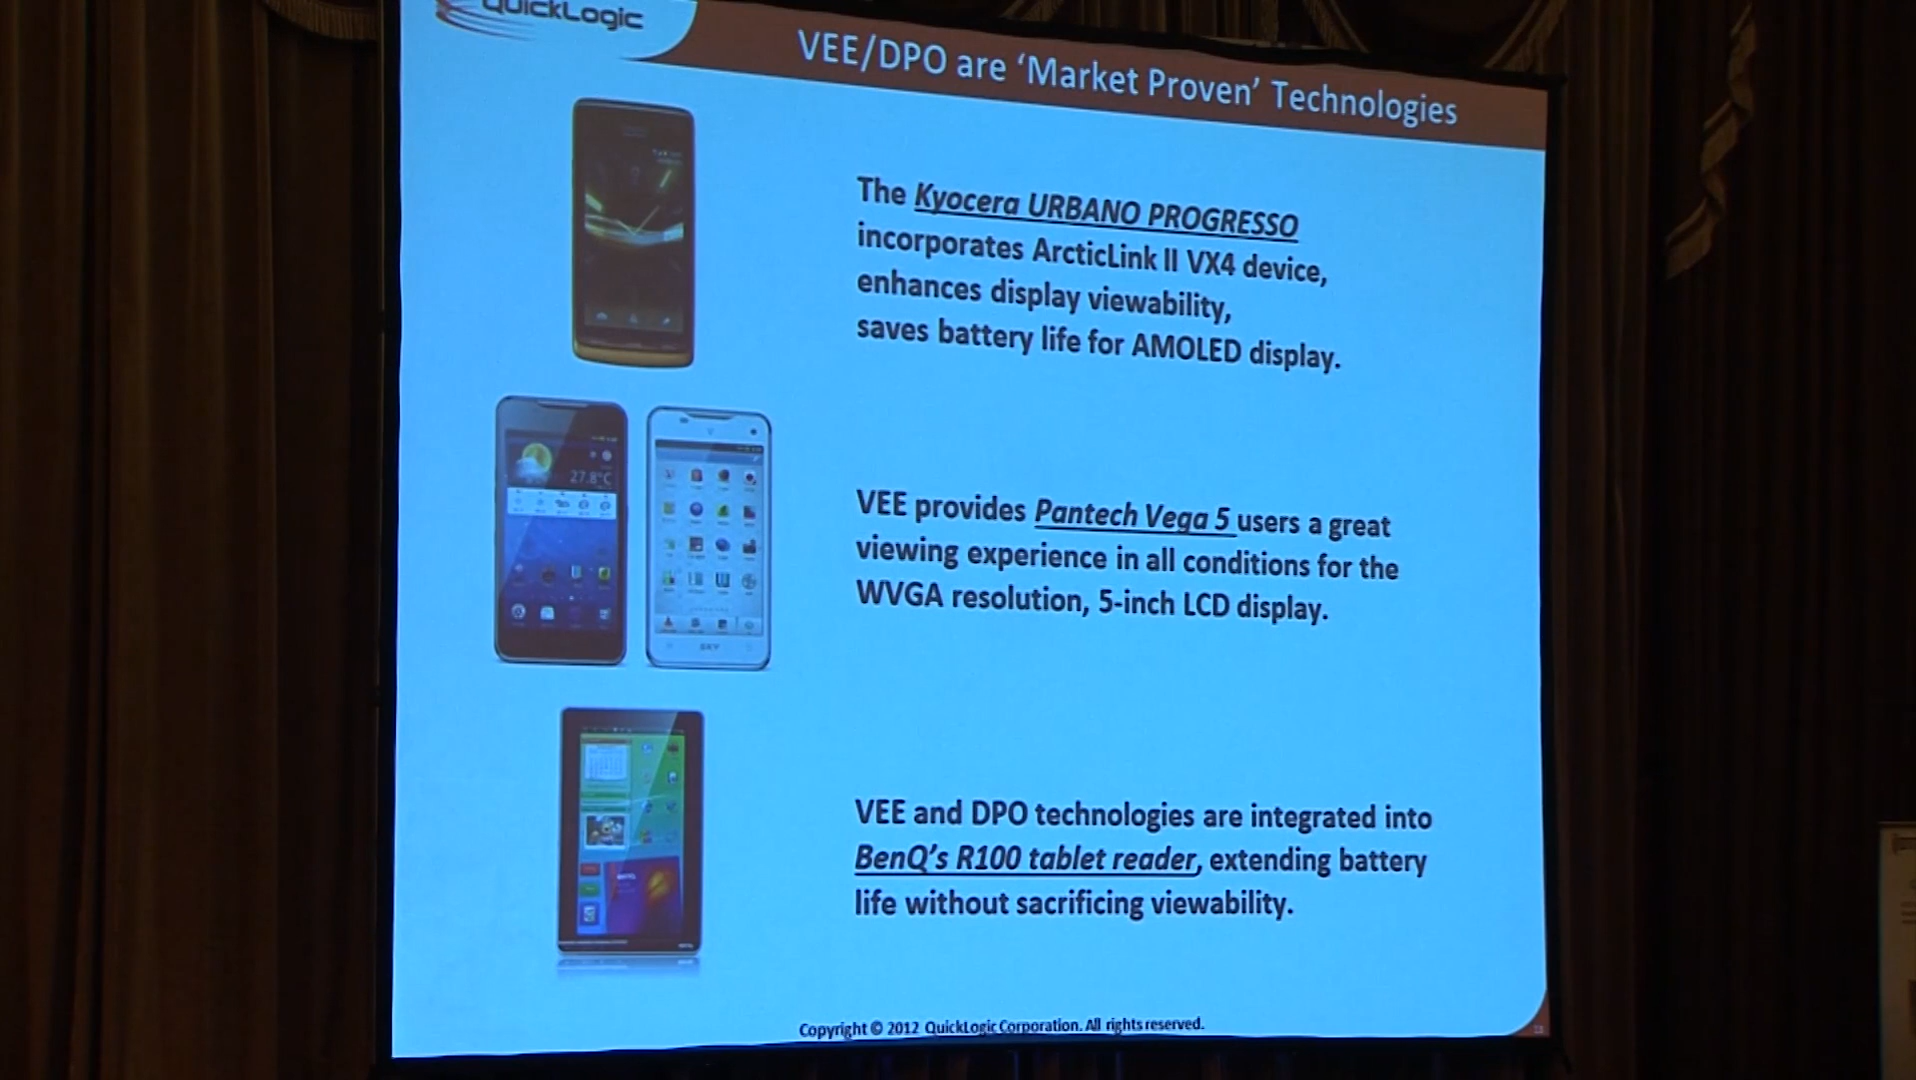 QuickLogic
VEE/DPO are ‘Market Proven’ Technologies
The Kyocera URBANO PROGRESSO
incorporates ArcticLink II VX4 device,
enhances display viewability,
saves battery life for AMOLED display.
27.8°C
SKY
VEE provides Pantech Vega 5 users a great
viewing experience in all conditions for the
WVGA resolution, 5-inch LCD display.
VEE and DPO technologies are integrated into
BenQ’s R100 tablet reader, extending battery
life without sacrificing viewability.
Copyright © 2012 QuickLogic Corporation. All rights reserved.